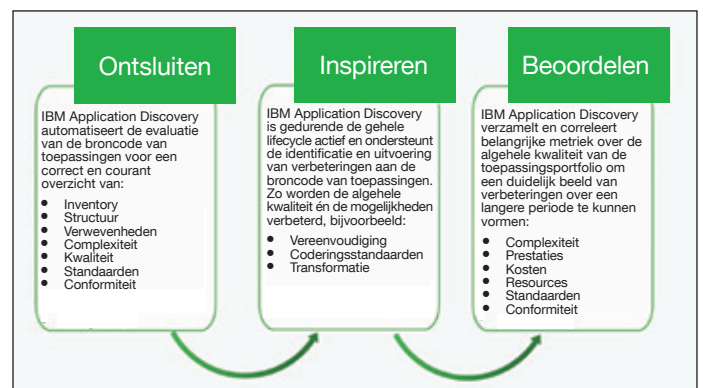 Ontsluiten
IBM Application Discovery
automatiseert de evaluatie
van de broncode van
toepassingen voor een
correct en courant
overzicht van:
• Inventory
• Structuur
• Verwevenheden
• Complexiteit
• Kwaliteit
• Standaarden
• Conformiteit
Inspireren
IBM Application Discovery
is gedurende de gehele
lifecycle actief en ondersteunt
de identificatie en uitvoering
van verbeteringen aan de
broncode van toepassingen.
Zo worden de algehele
kwaliteit én de mogelijkheden
verbeterd, bijvoorbeeld:
• Vereenvoudiging
• Coderingsstandaarden
• Transformatie
Beoordelen
IBM Application Discovery
verzamelt en correleert
belangrijke metriek over de
algehele kwaliteit van de
toepassingsportfolio om
een duidelijk beeld van
verbeteringen over een
langere periode te kunnen
vormen:
• Complexiteit
• Prestaties
• Kosten
• Resources
• Standaarden
• Conformiteit